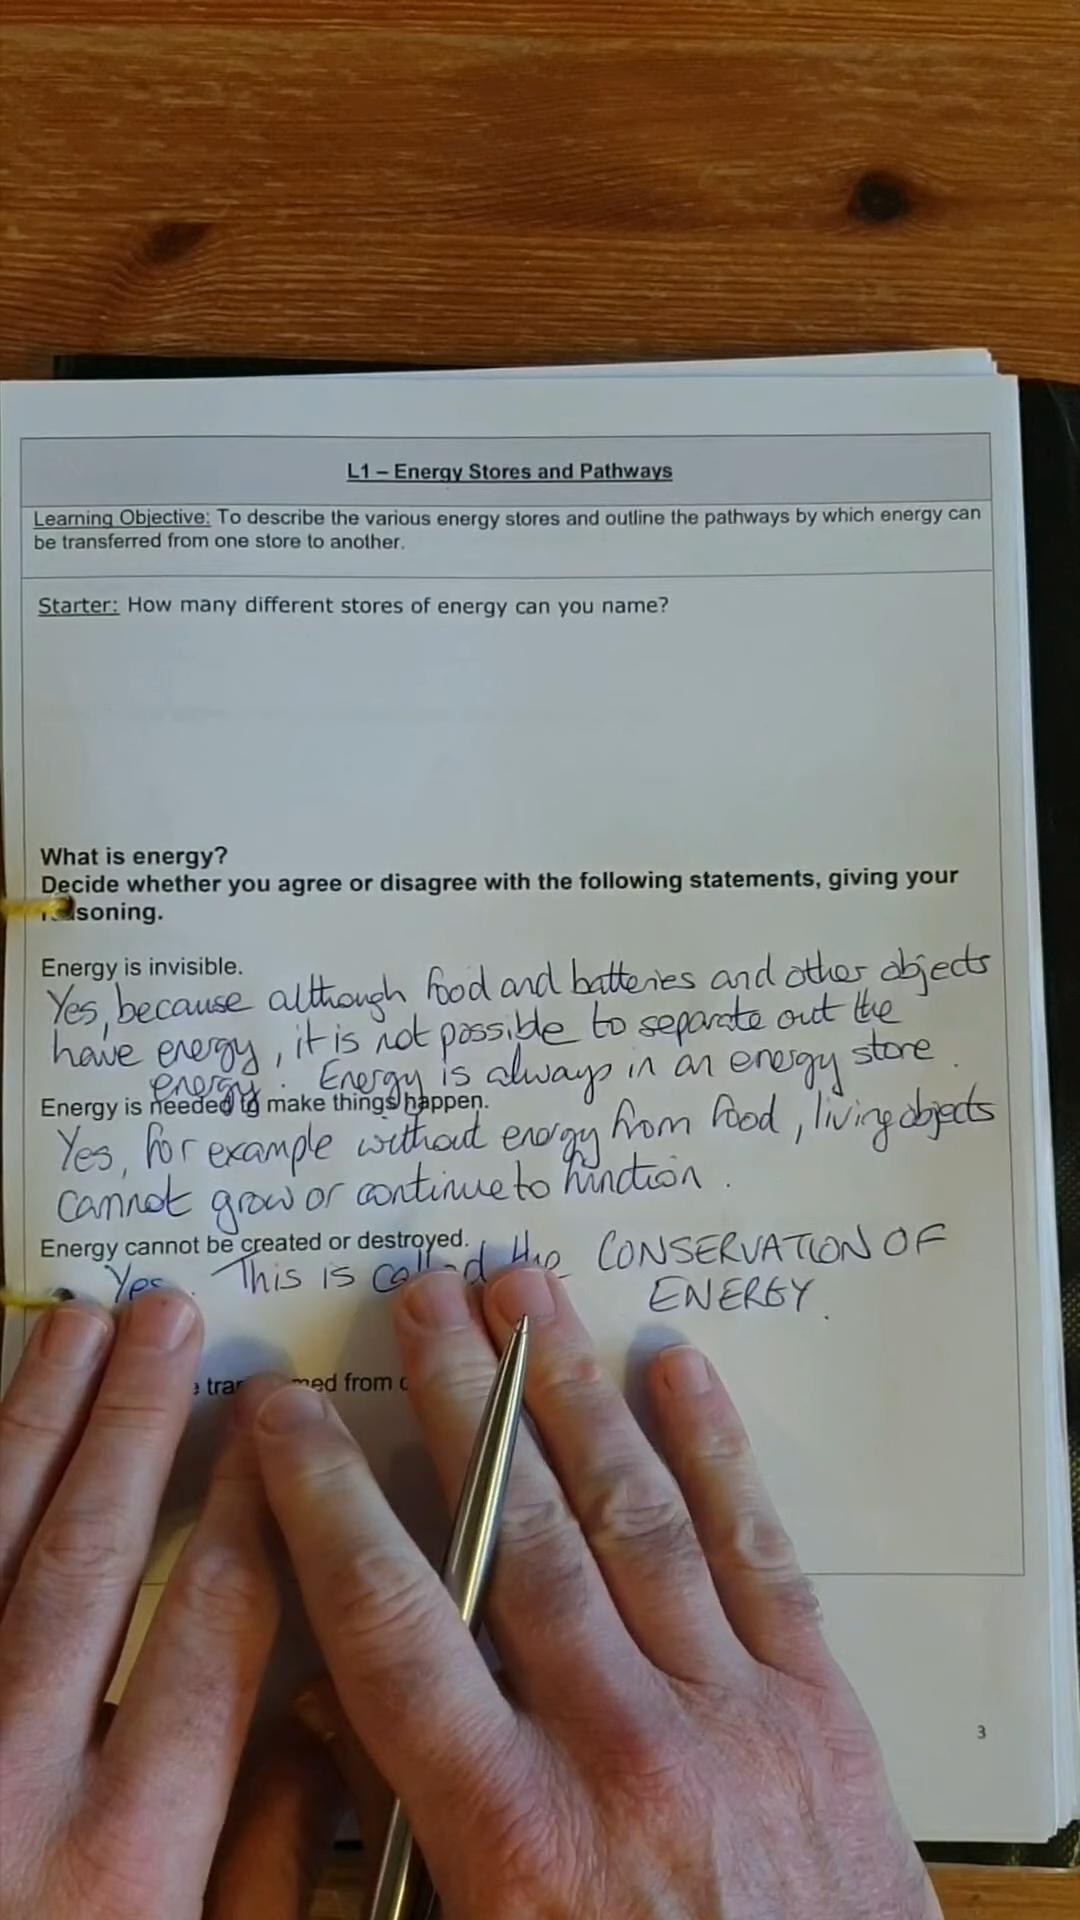 L1 – Energy Stores and Pathways
Learning Objective: To describe the various energy stores and outline the pathways by which energy can
be transferred from one store to another.
Starter: How many different stores of energy can you name?
What is energy?
Decide whether you agree or disagree with the following statements, giving your
reasoning.
Energy is invisible.
Yes, because although food and batteries and other objects
have energy, it is not possible to separate out the
energy. Energy is always in an energy store.
Energy is needed to make things happen.
Yes, for example without energy from food, living objects
cannot grow or continue to function.
Energy cannot be created or destroyed.
Yes. This is called the CONSERVATION OF
ENERGY.
from
3